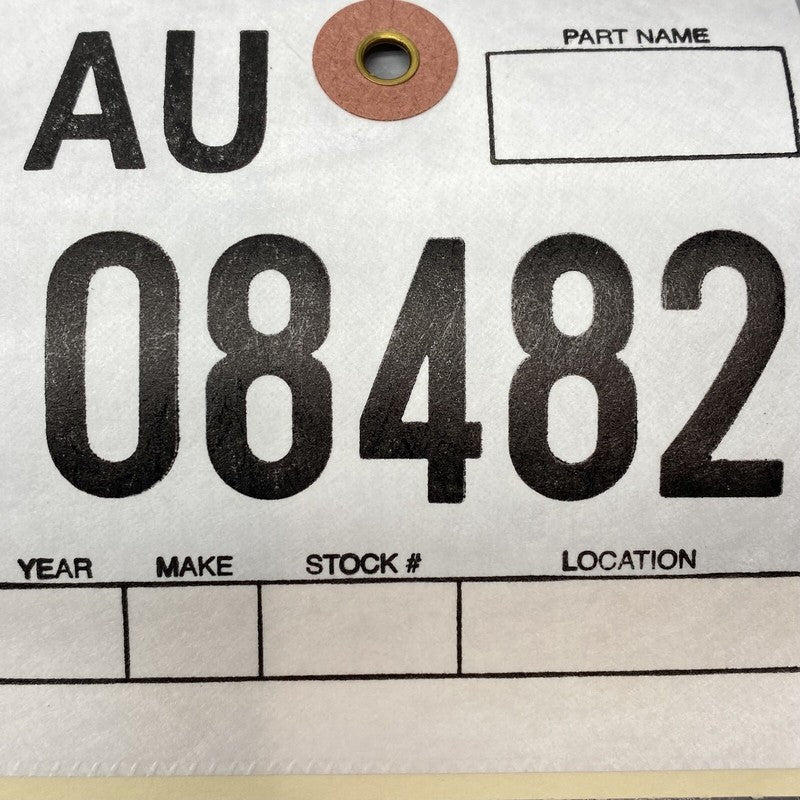 AU
PART NAME
08482
YEAR MAKE STOCK # LOCATION